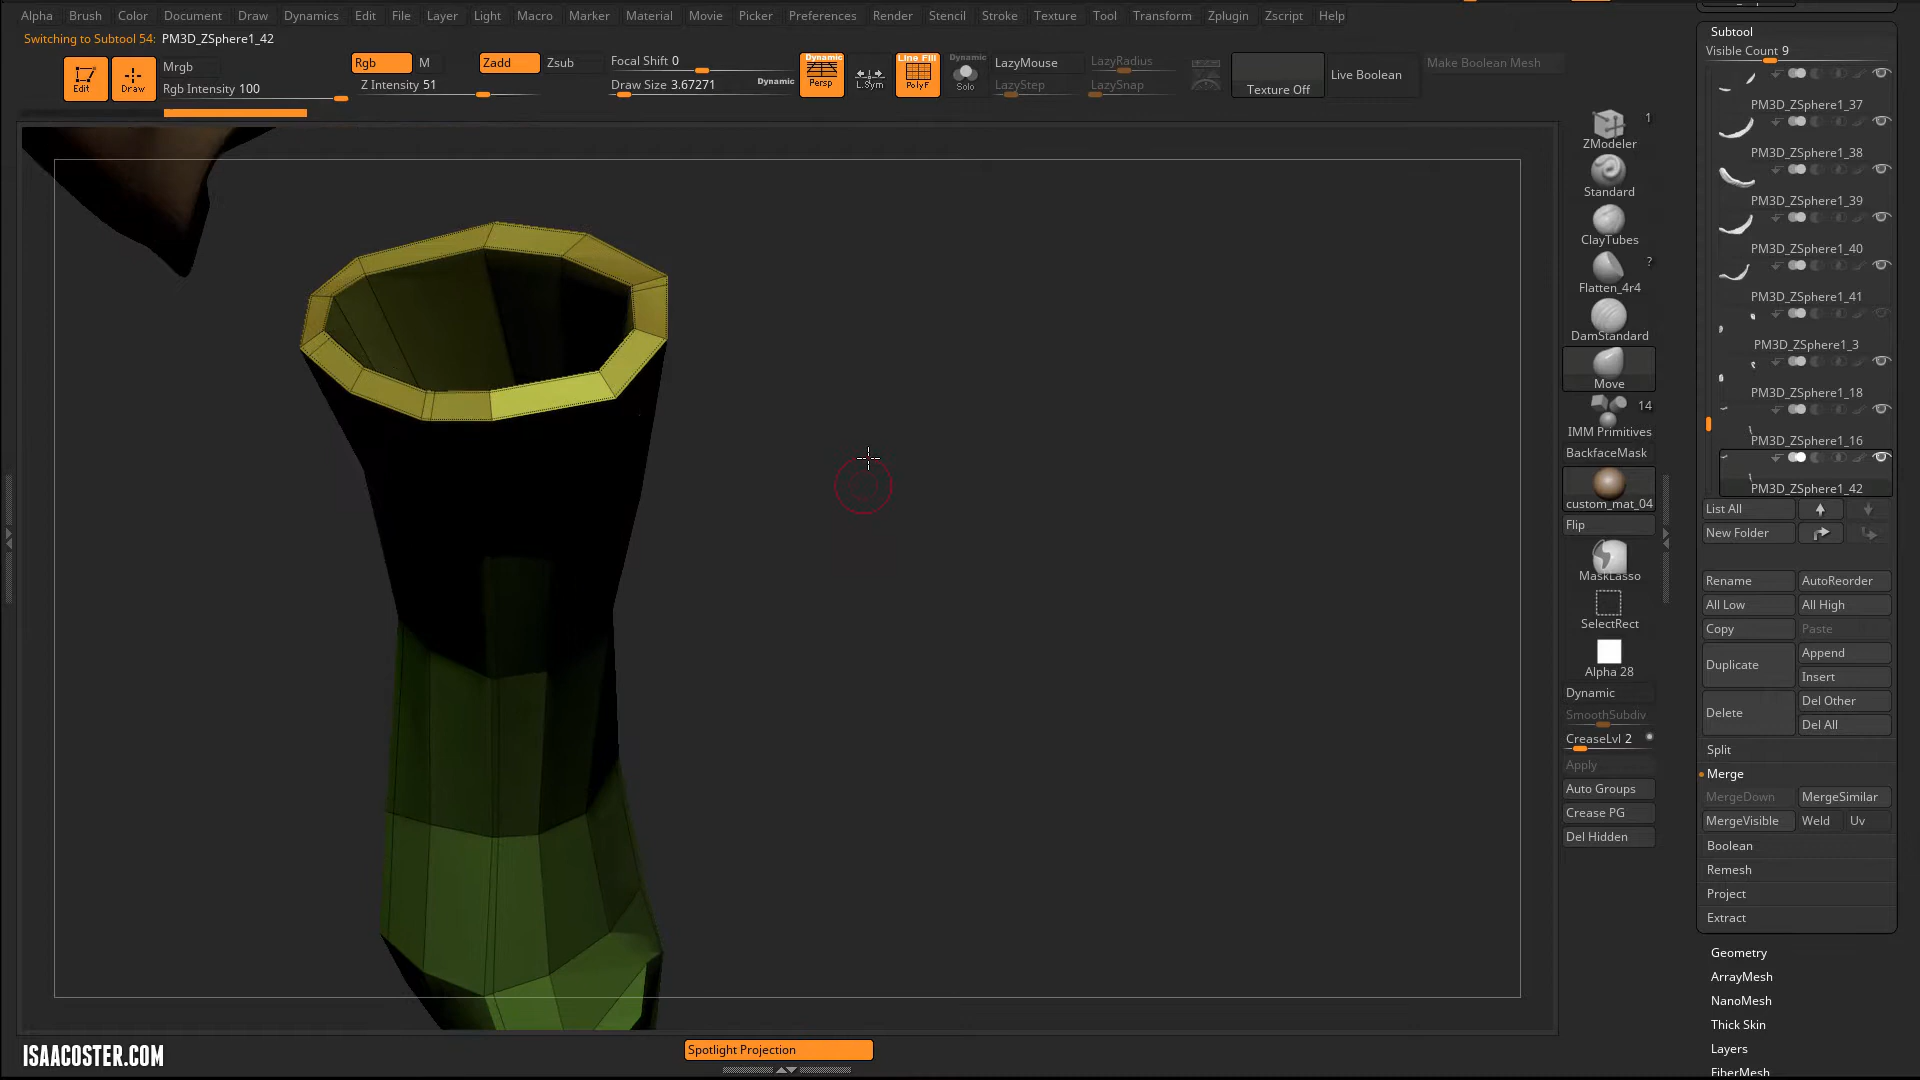 Alpha Brush Color Document Draw Dynamics Edit File Layer Light Macro Marker Material Movie Picker Preferences Render Stencil Stroke Texture Tool Transform Zplugin Zscript Help
Switching to Subtool 54: PM3D_ZSphere1_42
Edit
Draw
Mrgb
Rgb Intensity 100
Rgb
M
Z Intensity 51
Zadd
Zsub
Focal Shift 0
Draw Size 3.67271
Dynamic
Dynamic
Persp
L.Sym
Line Fill
PolyF
Dynamic
Solo
LazyMouse
LazyStep
LazyRadius
LazySnap
Texture Off
Live Boolean
Make Boolean Mesh
1
ZModeler
Standard
ClayTubes
?
Flatten_4r4
DamStandard
Move
14
IMM Primitives
BackfaceMask
custom_mat_04
Flip
MaskLasso
SelectRect
Alpha 28
Dynamic
SmoothSubdiv
CreaseLvl 2
Apply
Auto Groups
Crease PG
Del Hidden
Subtool
Visible Count 9
PM3D_ZSphere1_37
PM3D_ZSphere1_38
PM3D_ZSphere1_39
PM3D_ZSphere1_40
PM3D_ZSphere1_41
PM3D_ZSphere1_3
PM3D_ZSphere1_18
PM3D_ZSphere1_16
PM3D_ZSphere1_42
List All
New Folder
Rename
AutoReorder
All Low
All High
Copy
Paste
Duplicate
Append
Insert
Delete
Del Other
Del All
Split
Merge
MergeDown
MergeSimilar
MergeVisible
Weld
Uv
Boolean
Remesh
Project
Extract
Geometry
ArrayMesh
NanoMesh
Thick Skin
Layers
FiberMesh
Spotlight Projection
ISAACOSTER.COM